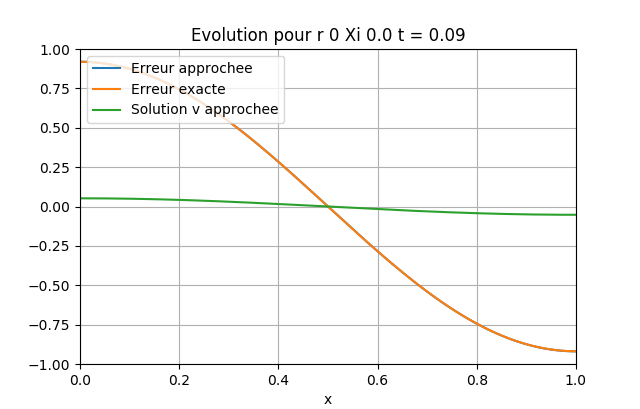 Evolution pour r 0 Xi 0.0 t = 0.09
1.00
0.75
0.50
0.25
0.00
−0.25
−0.50
−0.75
−1.00
Erreur approchee
Erreur exacte
Solution v approchee
0.0 0.2 0.4 0.6 0.8 1.0
x